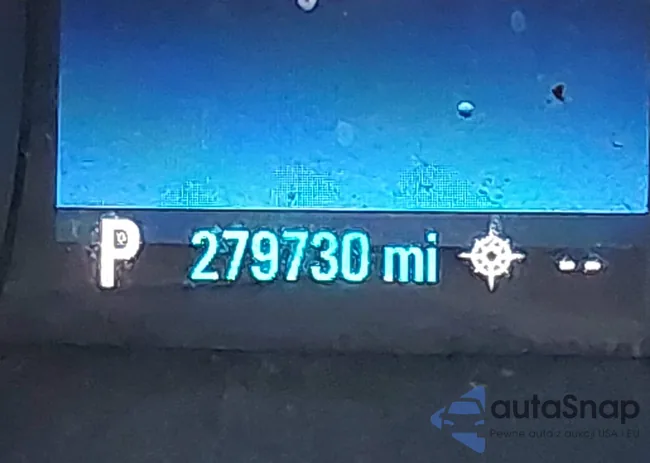 P 279730 mi --
autaSnap
Pewne auta z aukcji USA i EU